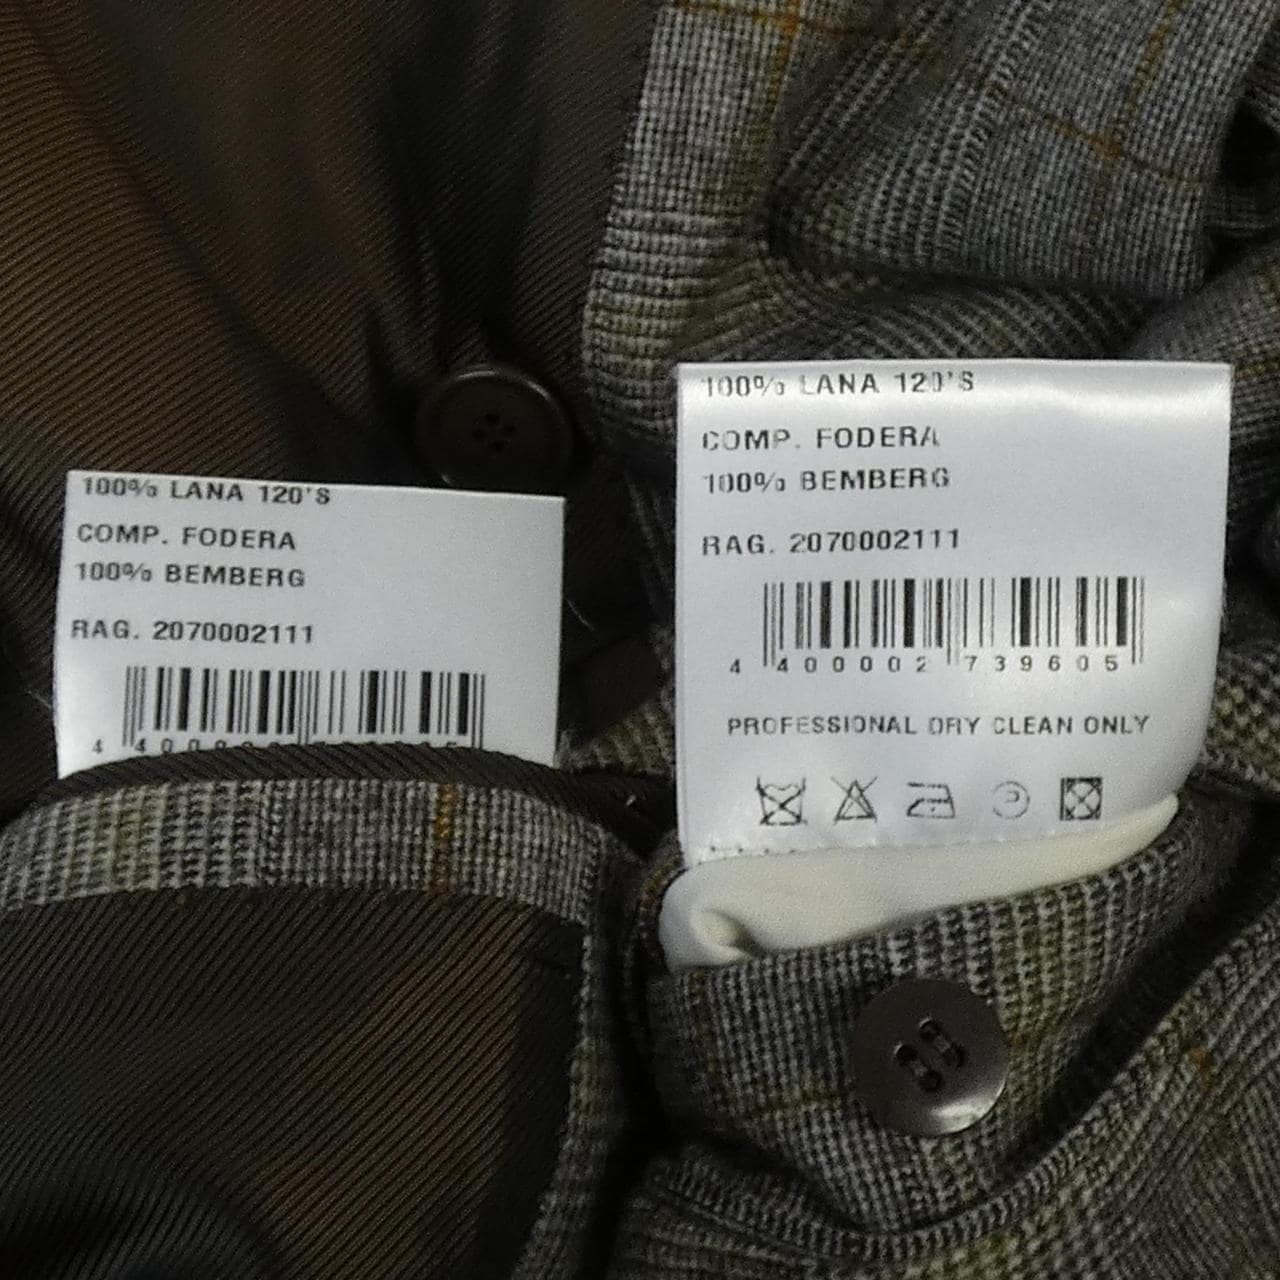 100% LANA 120'S
COMP. FODERA
100% BEMBERG
RAG. 2070002111
100% LANA 120'S
COMP. FODERA
100% BEMBERG
RAG. 2070002111
4 400002 739605
PROFESSIONAL DRY CLEAN ONLY